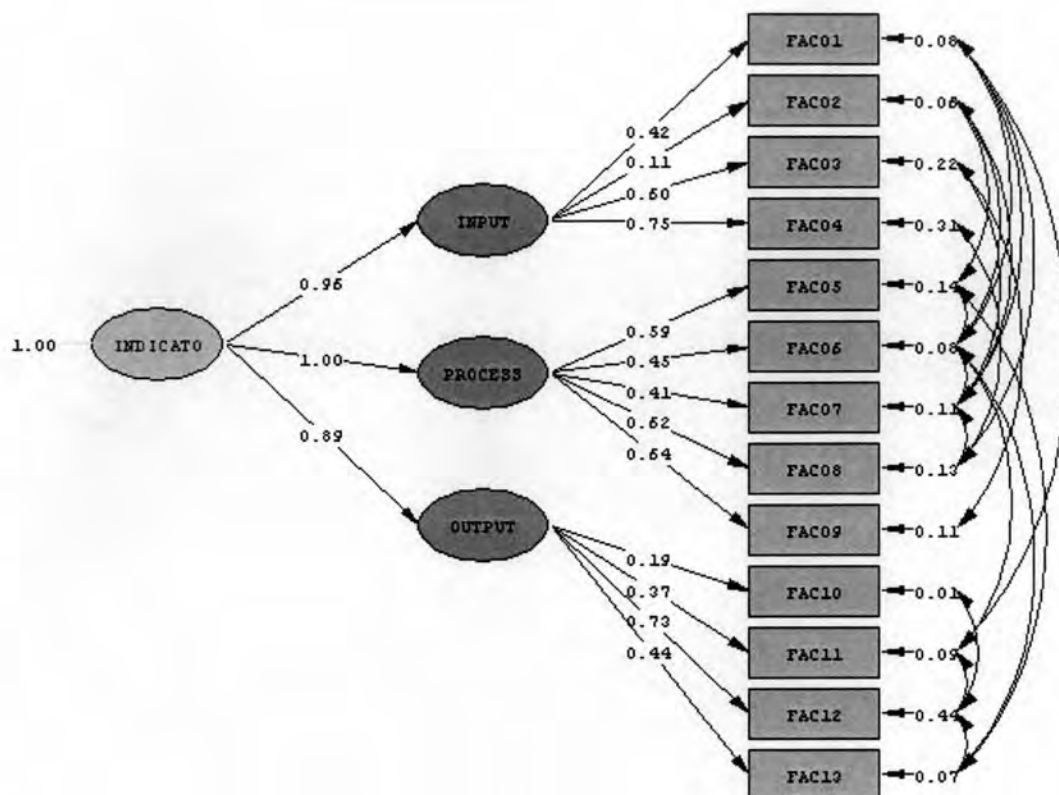 FAC01
0.08
FAC02
0.06
0.42
0.11
FAC03
0.22
0.60
INPUT
0.75
FAC04
0.31
0.96
FAC05
0.14
0.59
1.00
INDICATO
1.00
PROCESS
0.45
FAC06
0.08
0.41
FAC07
0.11
0.62
0.89
0.64
FAC08
0.13
OUTPUT
FAC09
0.11
0.19
0.37
FAC10
0.01
0.73
0.44
FAC11
0.09
FAC12
0.44
FAC13
0.07